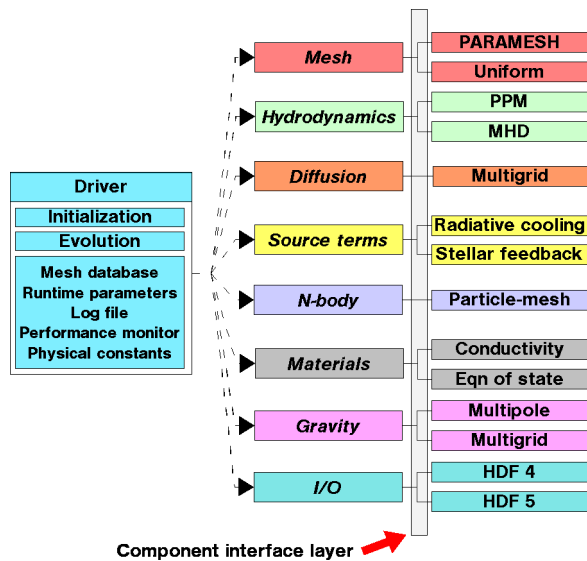 Driver
Initialization
Evolution
Mesh database
Runtime parameters
Log file
Performance monitor
Physical constants
Mesh
Hydrodynamics
Diffusion
Source terms
N-body
Materials
Gravity
I/O
PARAMESH
Uniform
PPM
MHD
Multigrid
Radiative cooling
Stellar feedback
Particle-mesh
Conductivity
Eqn of state
Multipole
Multigrid
HDF 4
HDF 5
Component interface layer